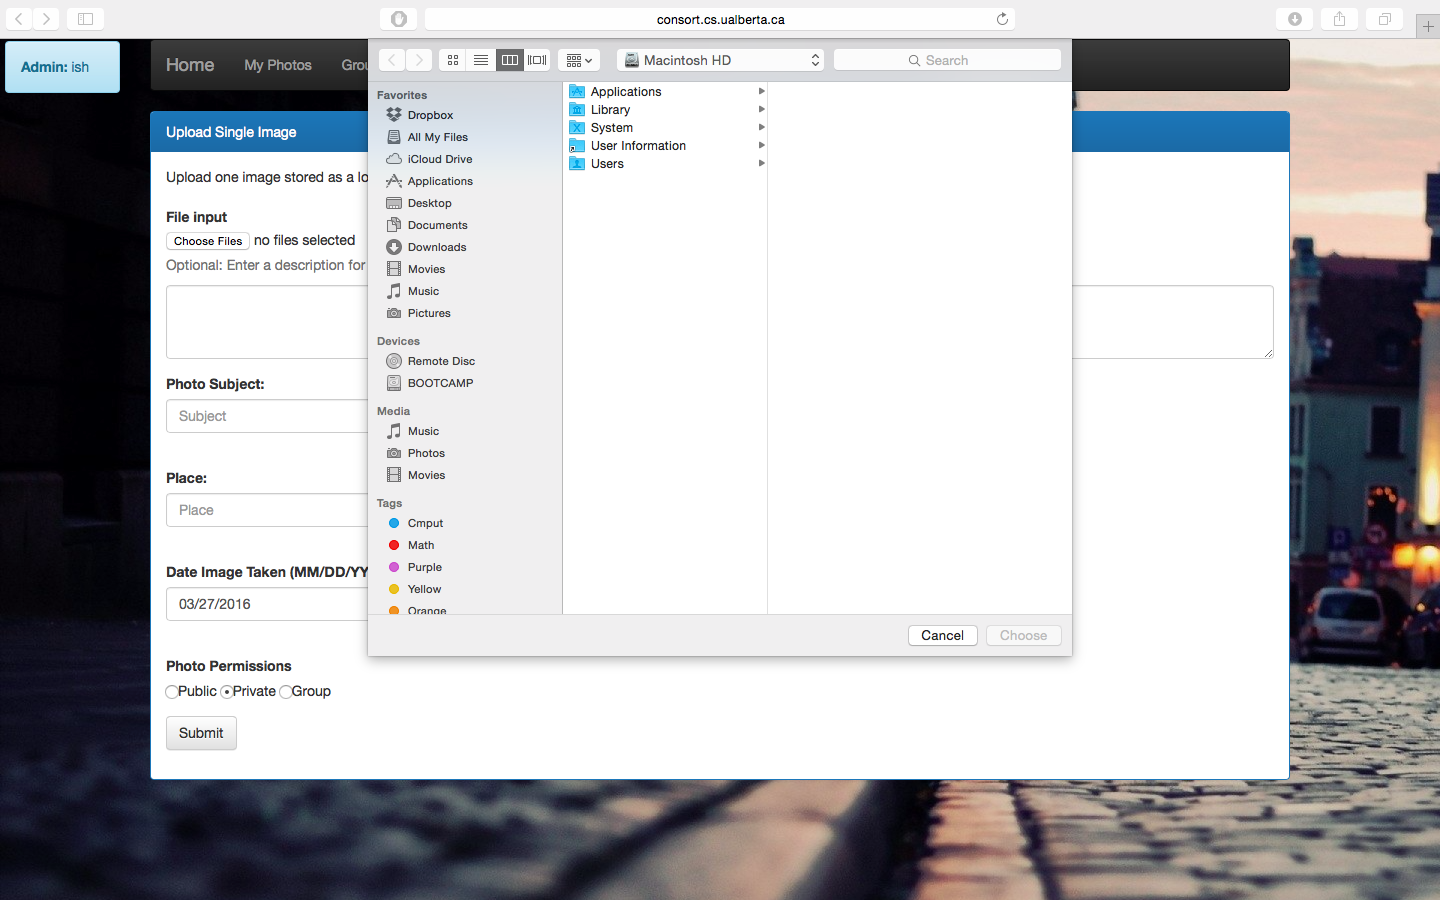 consort.cs.ualberta.ca
Admin: ish
Home My Photos Grou
Macintosh HD
Search
Upload Single Image
Upload one image stored as a lo
File input
Choose Files no files selected
Optional: Enter a description for
Photo Subject:
Subject
Place:
Place
Date Image Taken (MM/DD/YY
03/27/2016
Photo Permissions
Public Private Group
Submit
Favorites
Dropbox
All My Files
iCloud Drive
Applications
Desktop
Documents
Downloads
Movies
Music
Pictures
Devices
Remote Disc
BOOTCAMP
Media
Music
Photos
Movies
Tags
Cmput
Math
Purple
Yellow
Orange
Applications
Library
System
User Information
Users
Cancel Choose